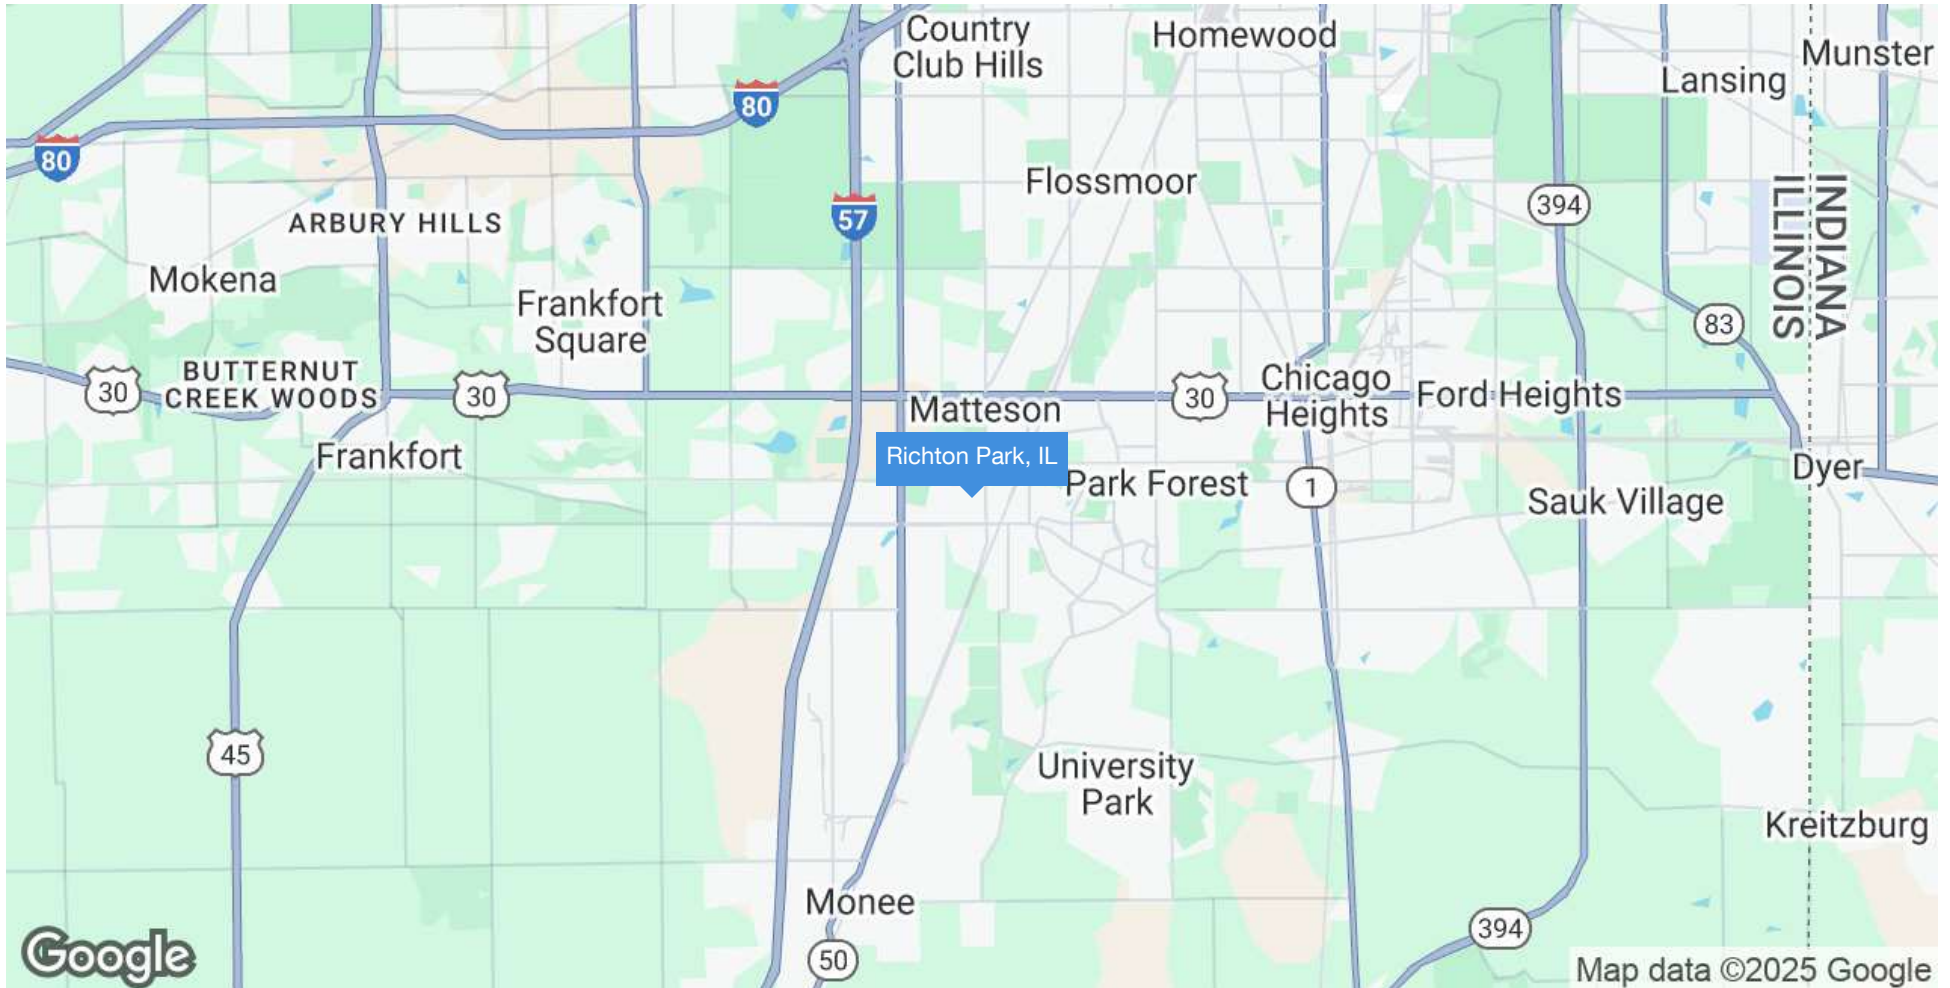 Country
Club Hills
Homewood
Munster
Lansing
80
80
Flossmoor
394
57
INDIANA
ILLINOIS
ARBURY HILLS
Mokena
Frankfort
Square
83
BUTTERNUT
CREEK WOODS
30
30
30
Chicago
Heights
Ford Heights
Matteson
Richton Park, IL
Frankfort
Park Forest
1
Dyer
Sauk Village
45
University
Park
Kreitzburg
Monee
394
50
Google
Map data ©2025 Google